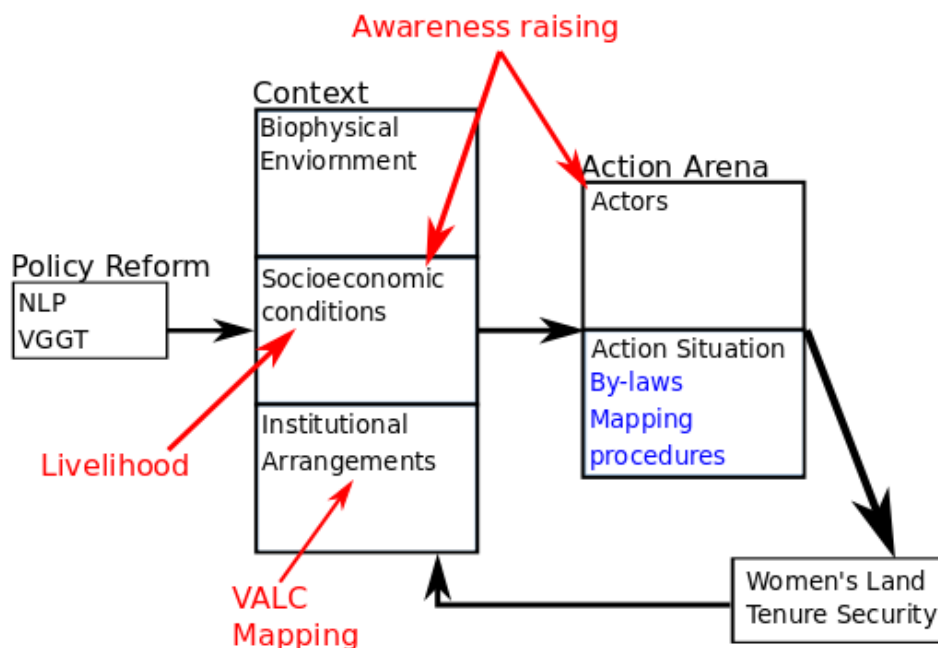 Awareness raising
Context
Biophysical
Enviornment
Action Arena
Actors
Policy Reform
NLP
VGGT
Socioeconomic
conditions
Action Situation
By-laws
Mapping
procedures
Livelihood
Institutional
Arrangements
VALC
Mapping
Women's Land
Tenure Security